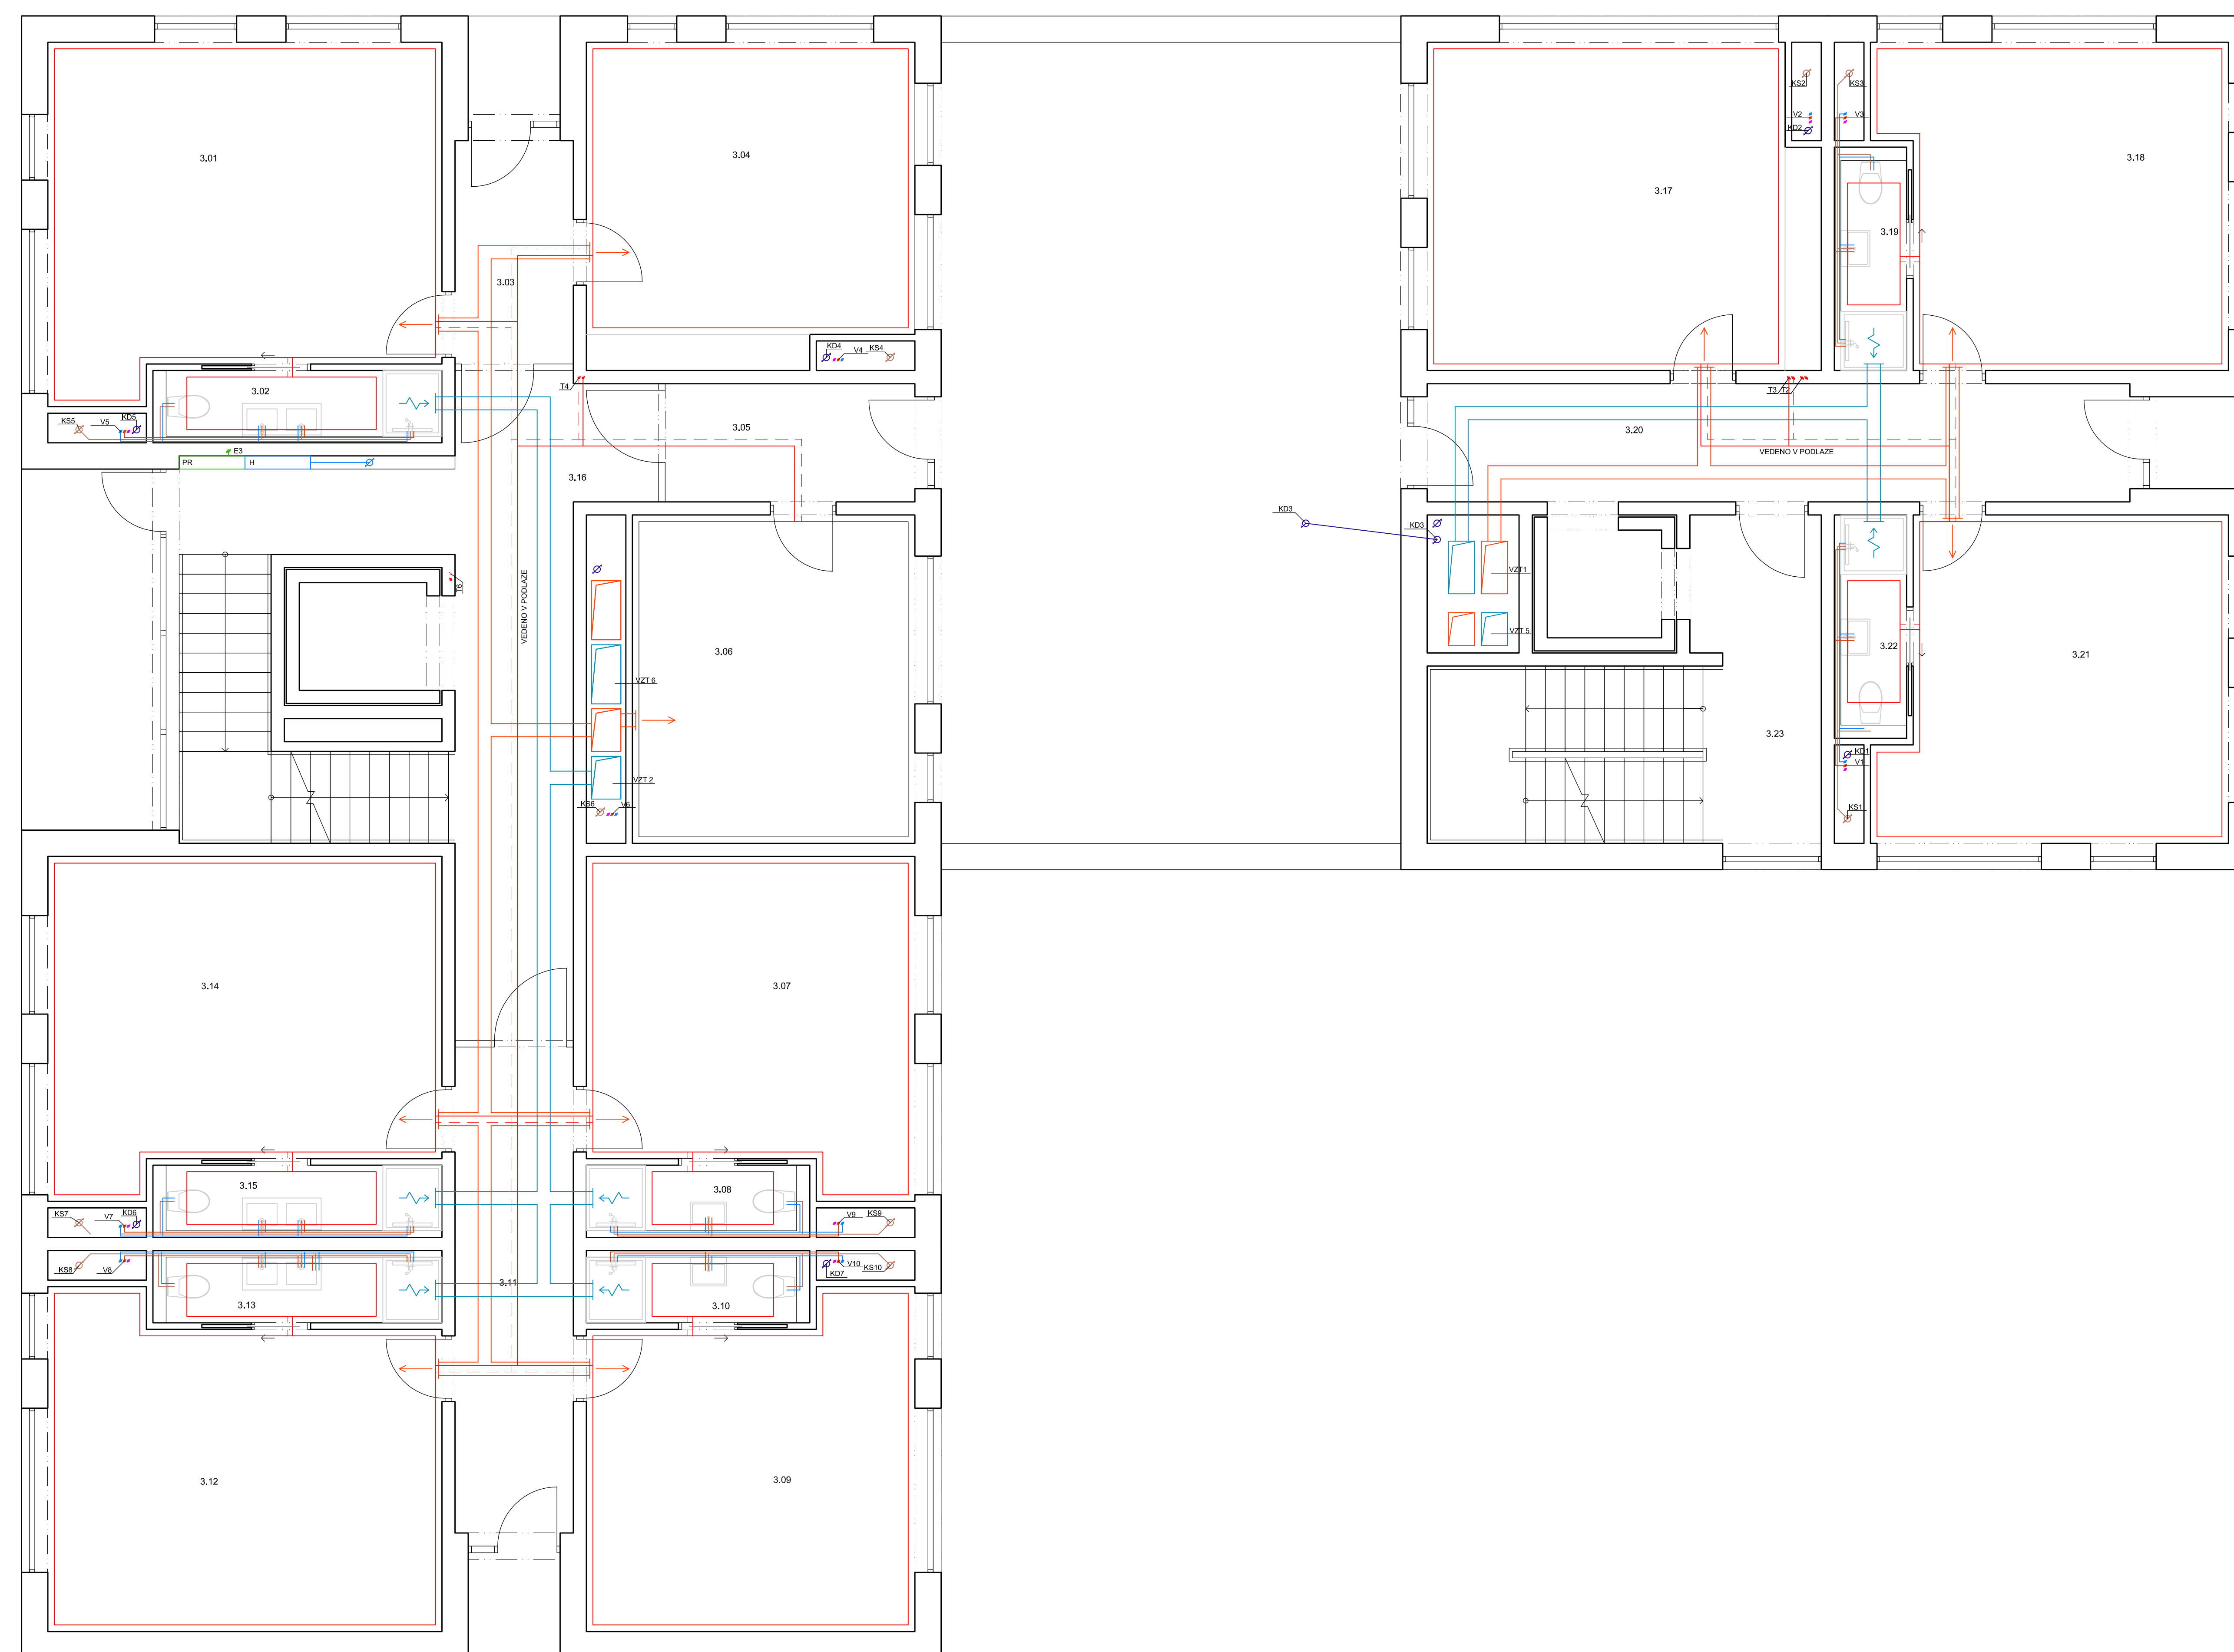 KS2
KS3
V2
V3
KD2
3.01
3.04
3.17
3.18
3.19
3.03
KD4
V4
KS4
T4
T3
T2
3.02
KS5
V5
KD5
3.05
3.20
VEDENO V PODLAZE
E3
PR
H
3.16
KD3
KD3
VZT1
T6
VEDENO V PODLAZE
VZT 5
3.06
3.22
3.21
VZT 6
3.23
KD1
V1
VZT 2
KS6
V6
KS1
3.14
3.07
3.15
3.08
KS7
V7
KD6
V9
KS9
KS8
V8
V10
KD7
KS10
3.11
3.13
3.10
3.12
3.09